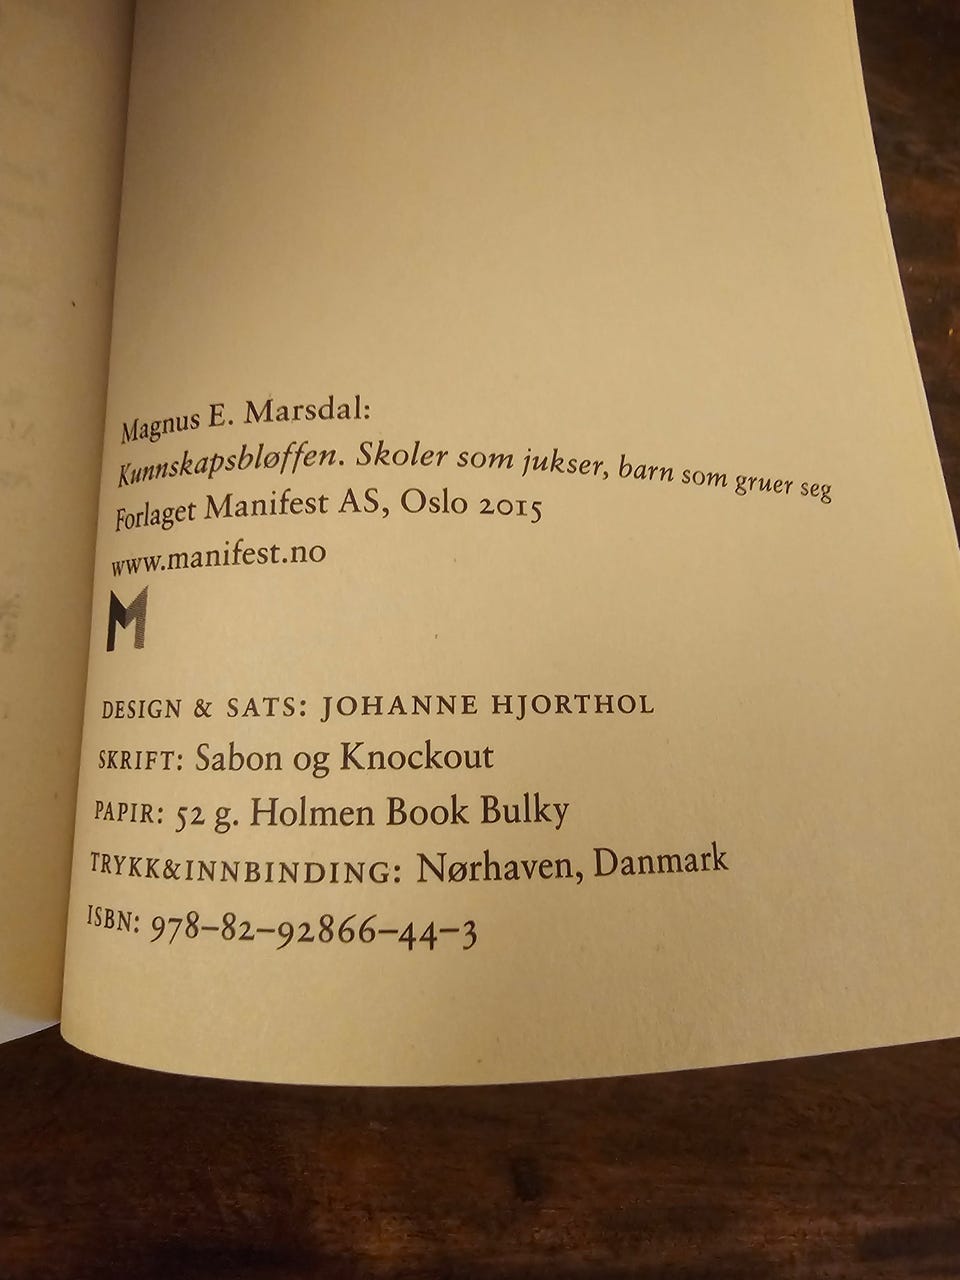 Magnus E. Marsdal:
Kunnskapsbløffen. Skoler som jukser, barn som gruer seg
Forlaget Manifest AS, Oslo 2015
www.manifest.no
M
DESIGN & SATS: JOHANNE HJORTHOL
SKRIFT: Sabon og Knockout
PAPIR: 52 g. Holmen Book Bulky
TRYKK&INNBINDING: Nørhaven, Danmark
ISBN: 978–82–92866–44–3